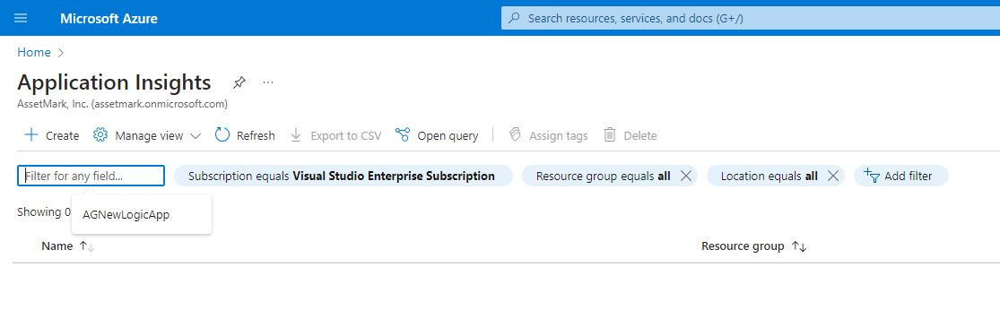 Microsoft Azure
Search resources, services, and docs (G+/)
Home
Application Insights
AssetMark, Inc. (assetmark.onmicrosoft.com)
Create Manage view Refresh Export to CSV Open query Assign tags Delete
Filter for any field... Subscription equals Visual Studio Enterprise Subscription Resource group equals all Location equals all Add filter
Showing 0
AGNewLogicApp
Name Resource group